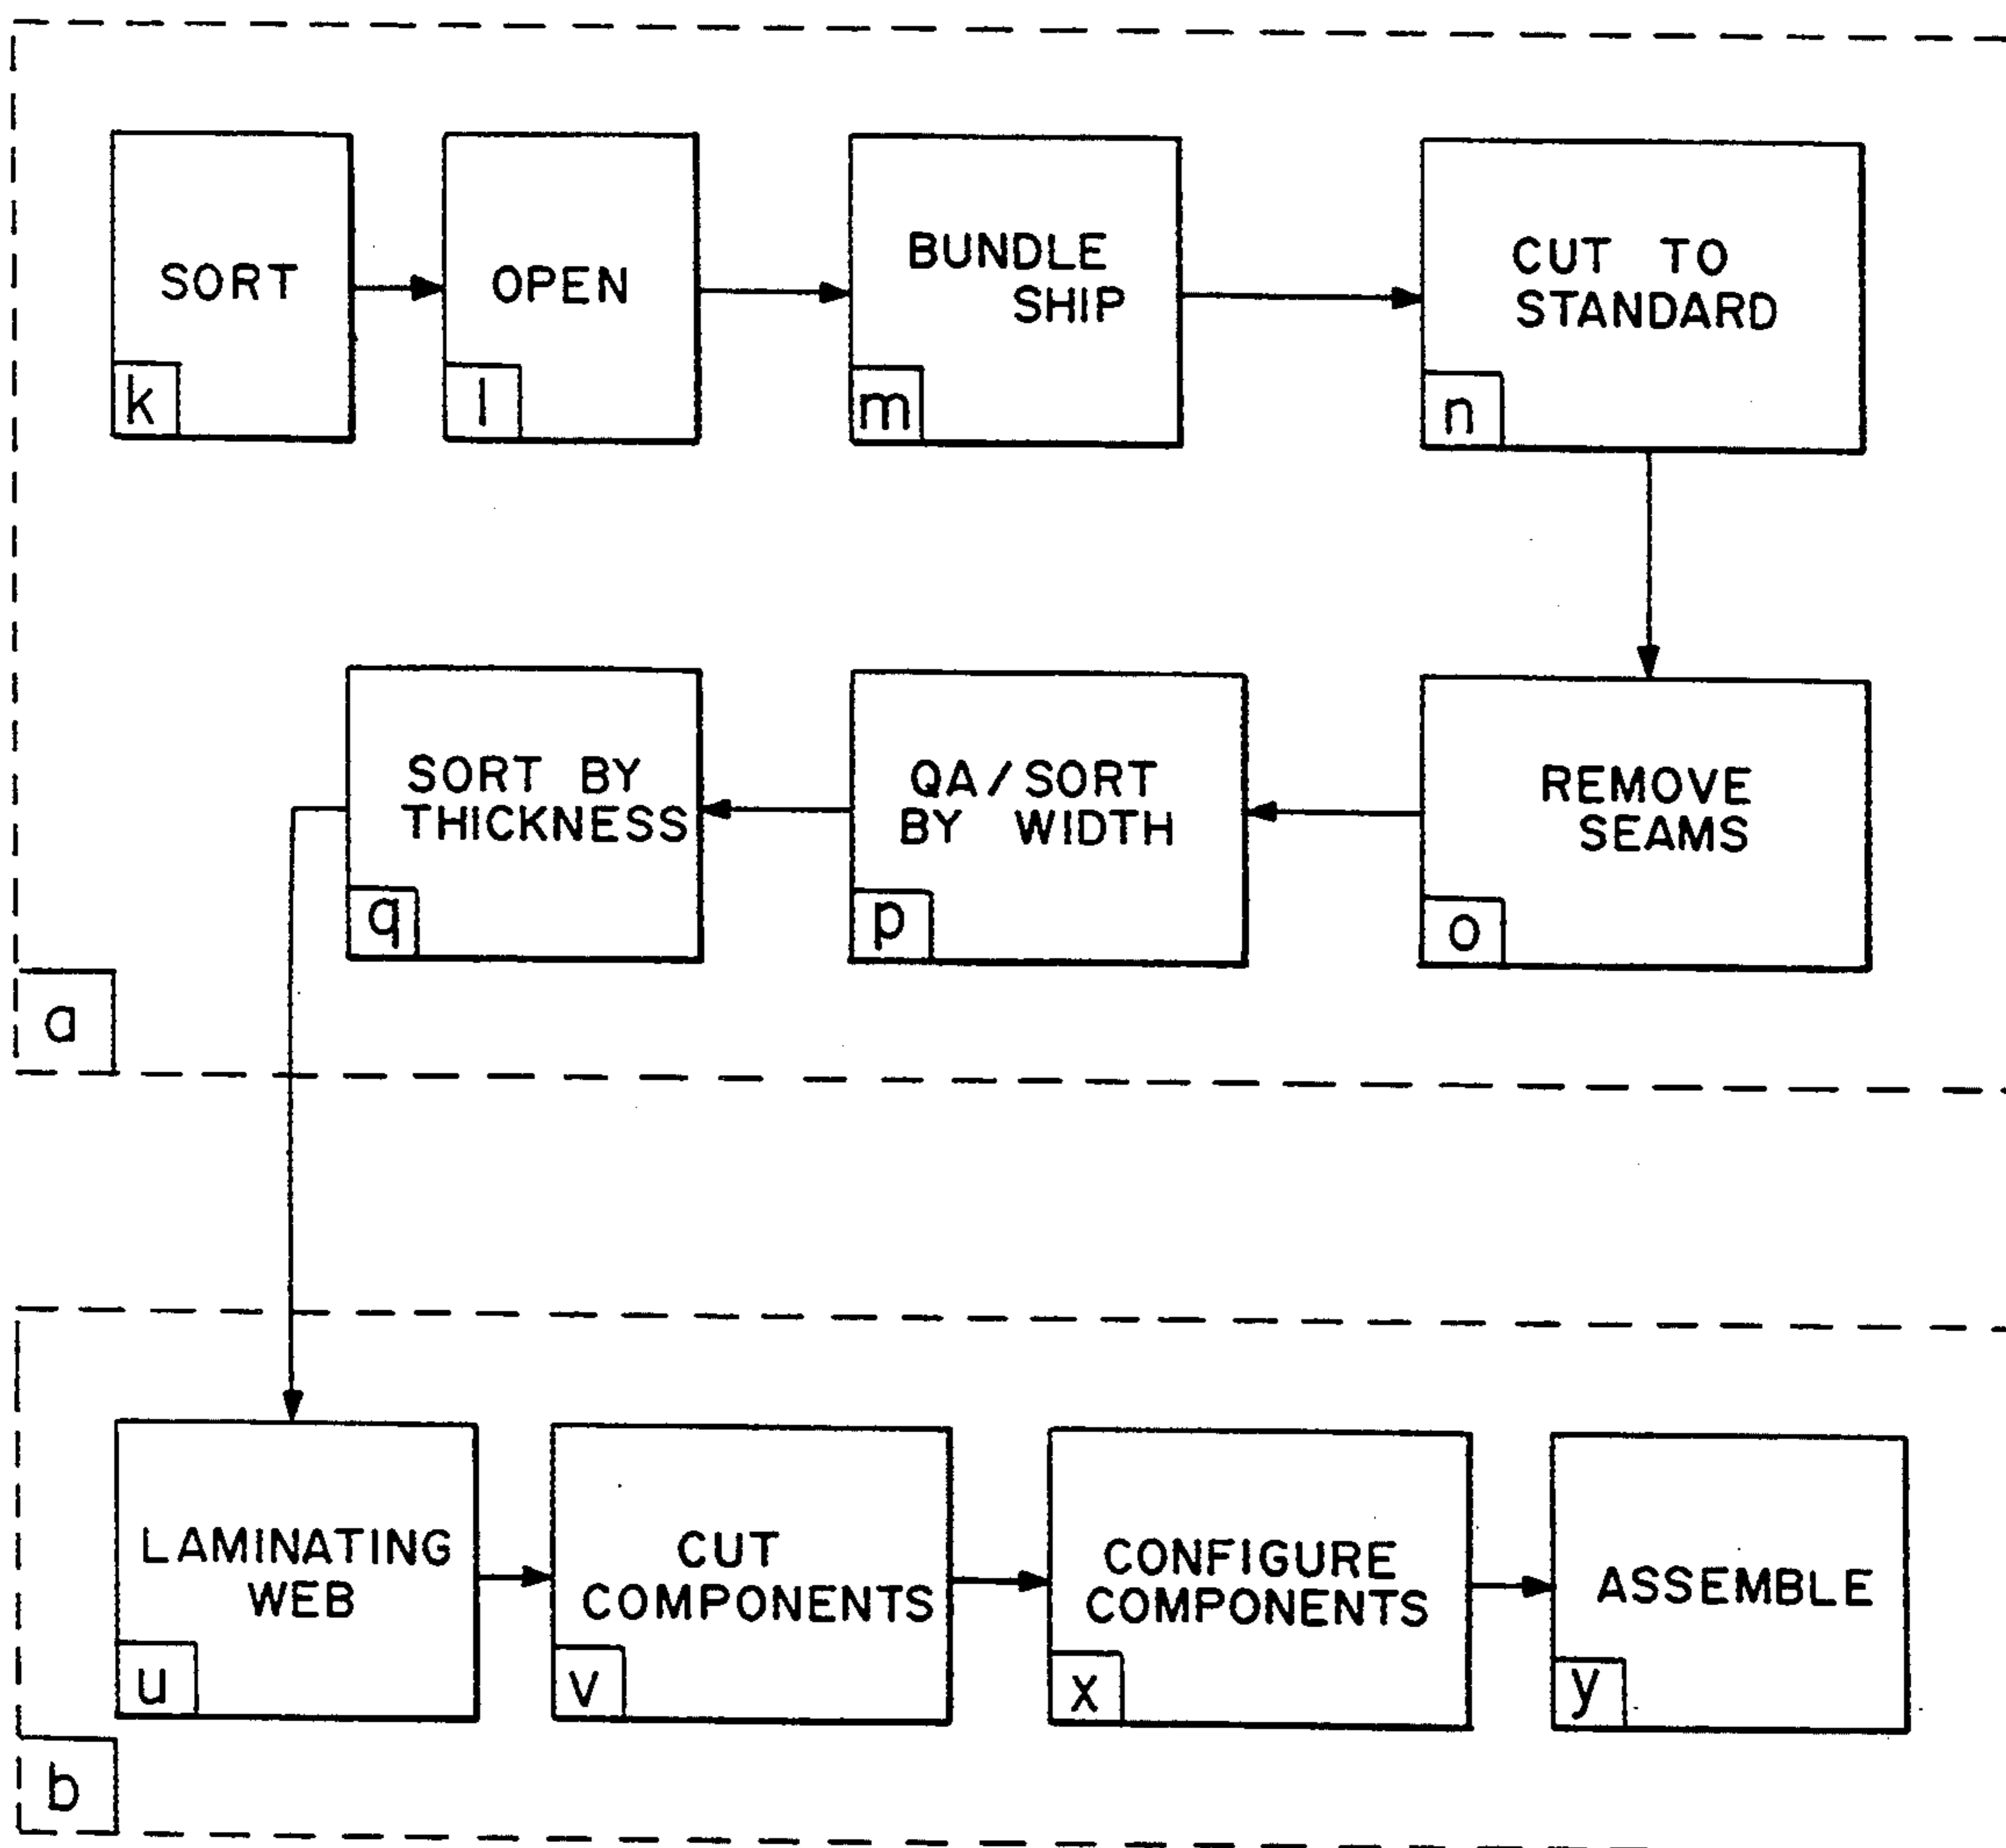 SORT
k
OPEN
l
BUNDLE
SHIP
m
CUT TO
STANDARD
n
SORT BY
THICKNESS
q
QA/SORT
BY WIDTH
p
REMOVE
SEAMS
o
a
LAMINATING
WEB
u
CUT
COMPONENTS
v
CONFIGURE
COMPONENTS
x
ASSEMBLE
y
b